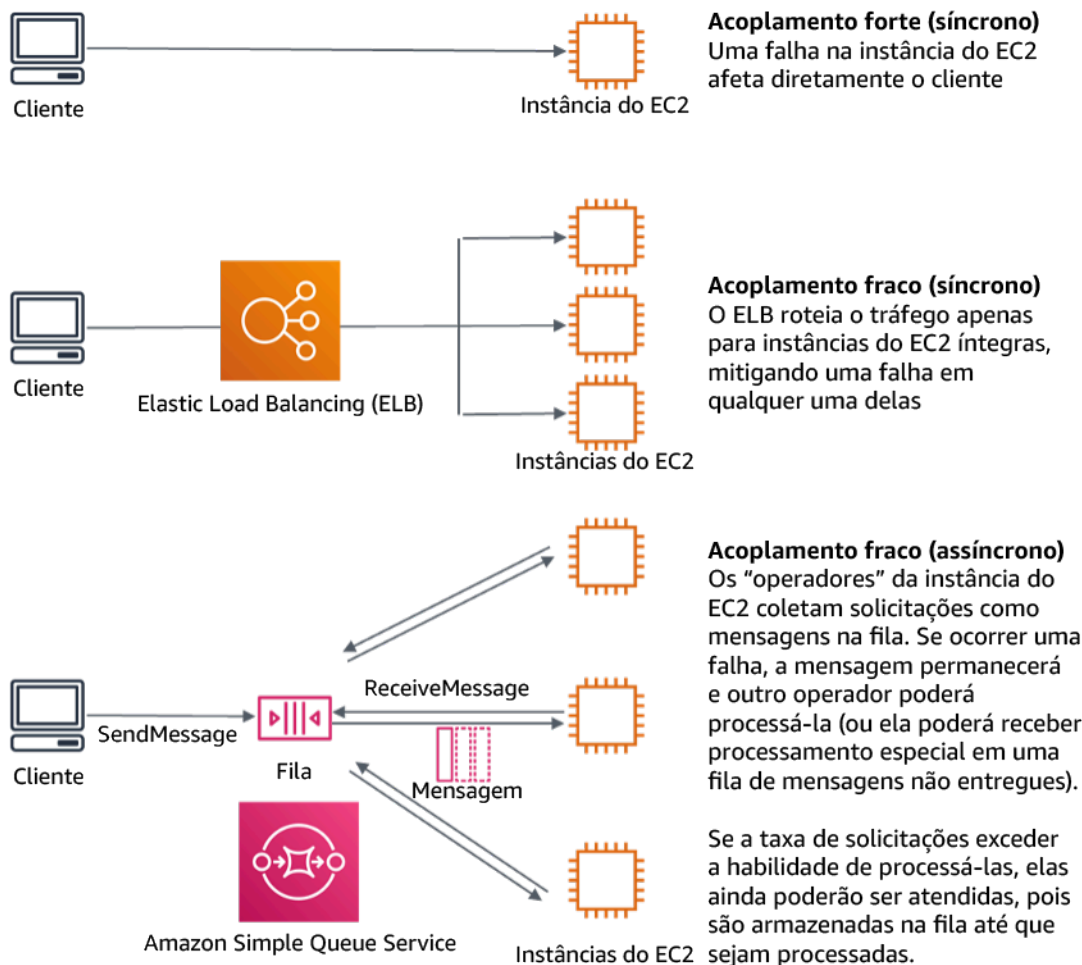 Cliente
Instância do EC2
Acoplamento forte (síncrono)
Uma falha na instância do EC2
afeta diretamente o cliente
Cliente
Elastic Load Balancing (ELB)
Instâncias do EC2
Acoplamento fraco (síncrono)
O ELB roteia o tráfego apenas
para instâncias do EC2 íntegras,
mitigando uma falha em
qualquer uma delas
Cliente
SendMessage
Fila
ReceiveMessage
Mensagem
Amazon Simple Queue Service
Instâncias do EC2
Acoplamento fraco (assíncrono)
Os “operadores” da instância do
EC2 coletam solicitações como
mensagens na fila. Se ocorrer uma
falha, a mensagem permanecerá
e outro operador poderá
processá-la (ou ela poderá receber
processamento especial em uma
fila de mensagens não entregues).
Se a taxa de solicitações exceder
a habilidade de processá-las, elas
ainda poderão ser atendidas, pois
são armazenadas na fila até que
sejam processadas.